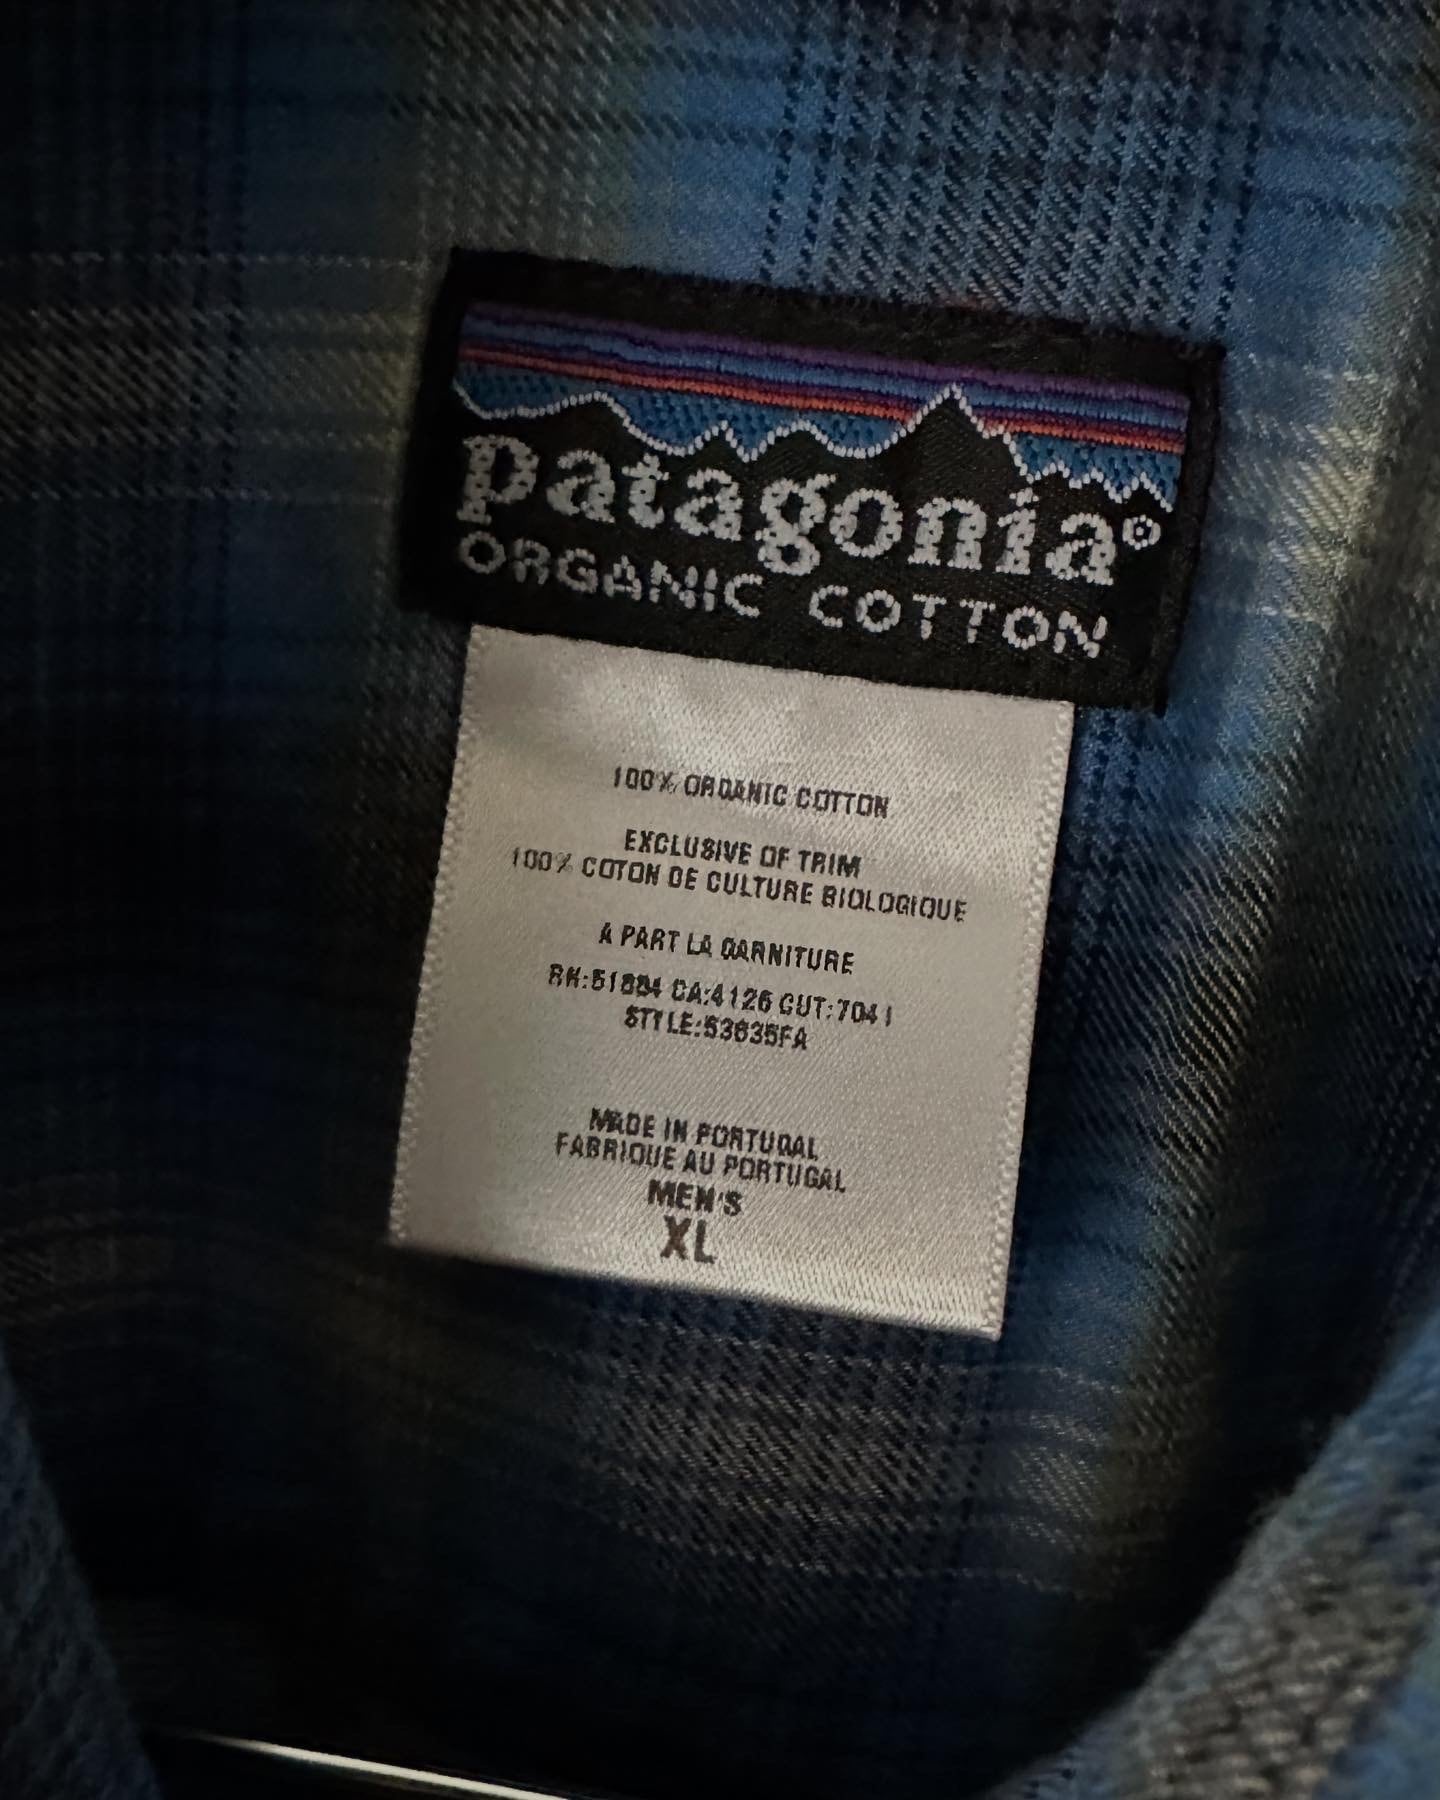 patagonia®
ORGANIC COTTON
100% ORGANIC COTTON
EXCLUSIVE OF TRIM
100% COTON DE CULTURE BIOLOGIQUE
A PART LA GARNITURE
RN:51884 CA:4126 CUT:7041
STYLE:53635FA
MADE IN PORTUGAL
FABRIQUE AU PORTUGAL
MEN'S
XL